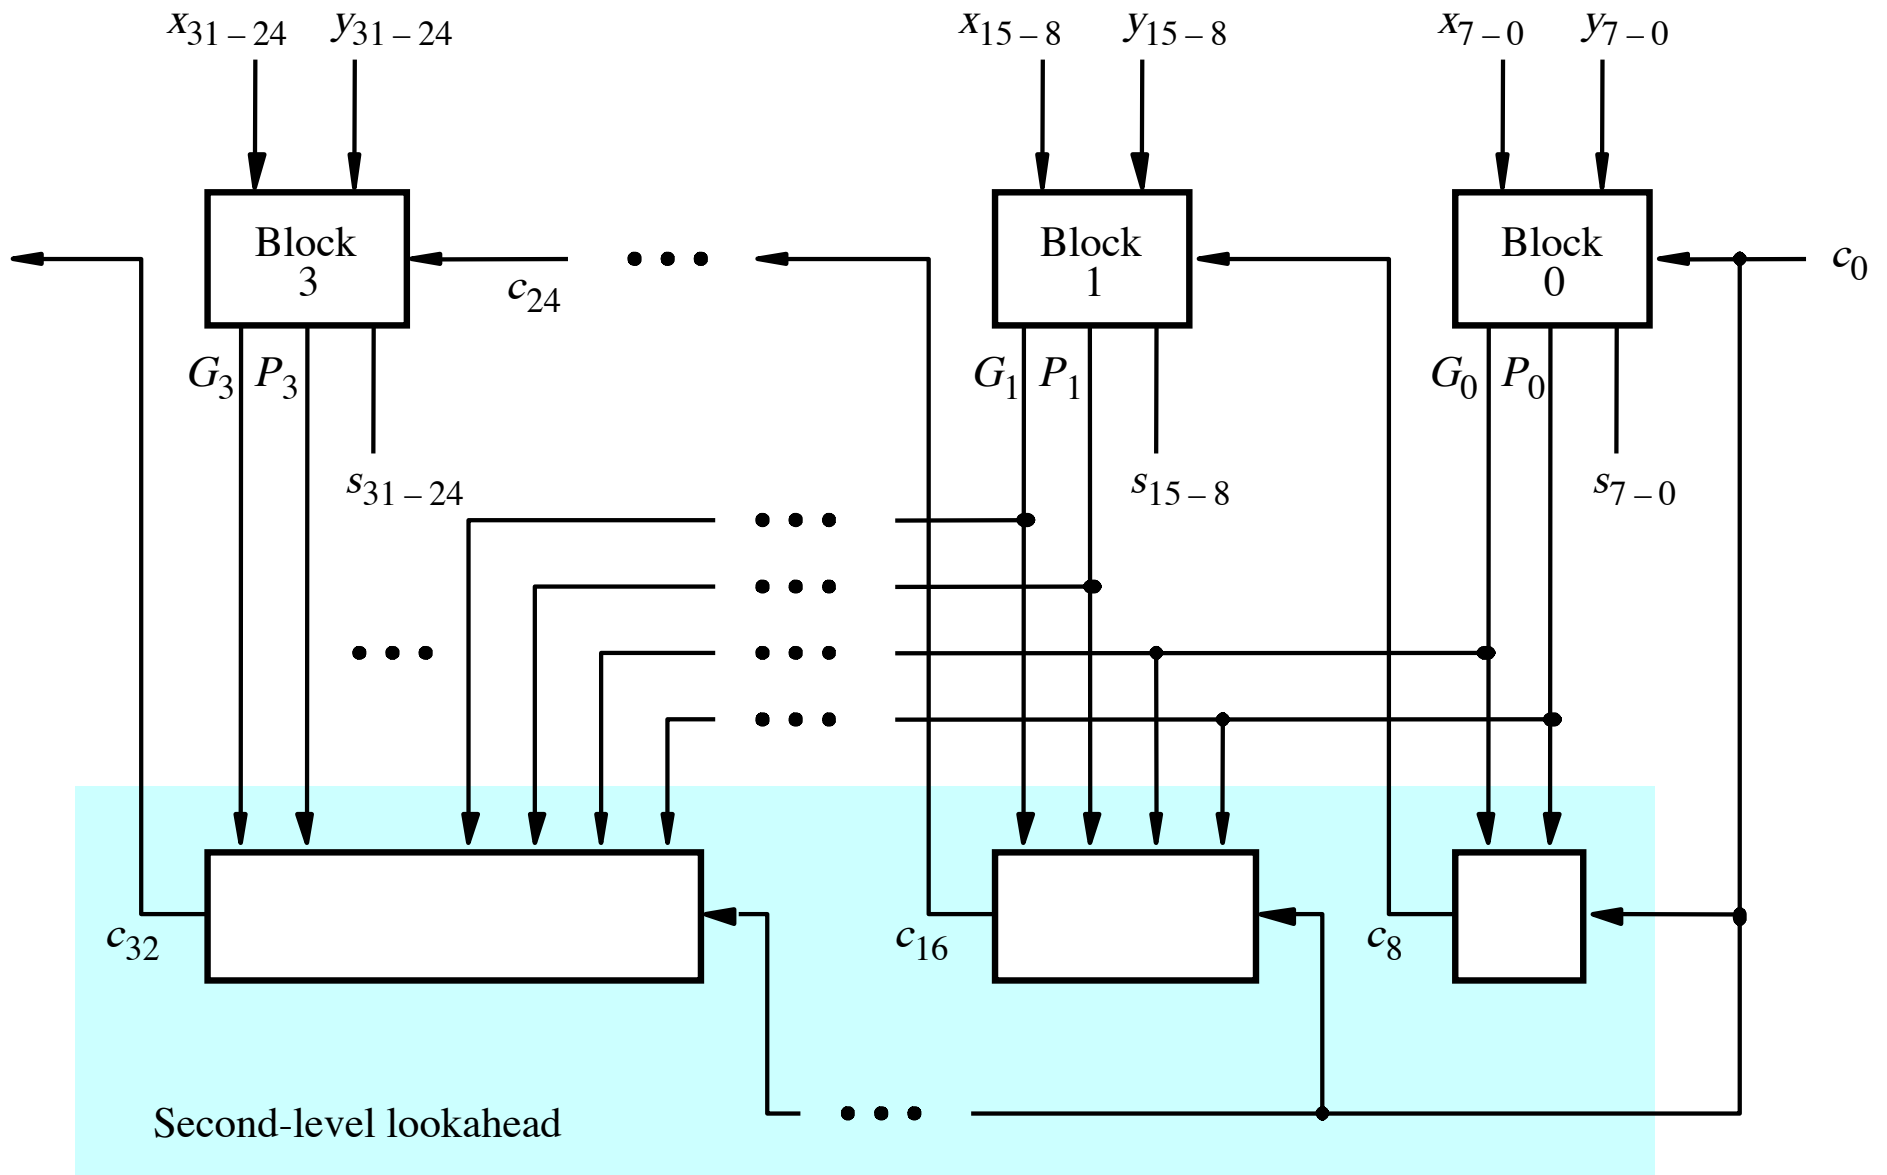 x31 – 24 y31 – 24 x15 – 8 y15 – 8 x7 – 0 y7 – 0
Block 3
Block 1
Block 0
c0
c24
G3 P3
G1 P1
G0 P0
s31 – 24
s15 – 8
s7 – 0
c32
c16
c8
Second-level lookahead